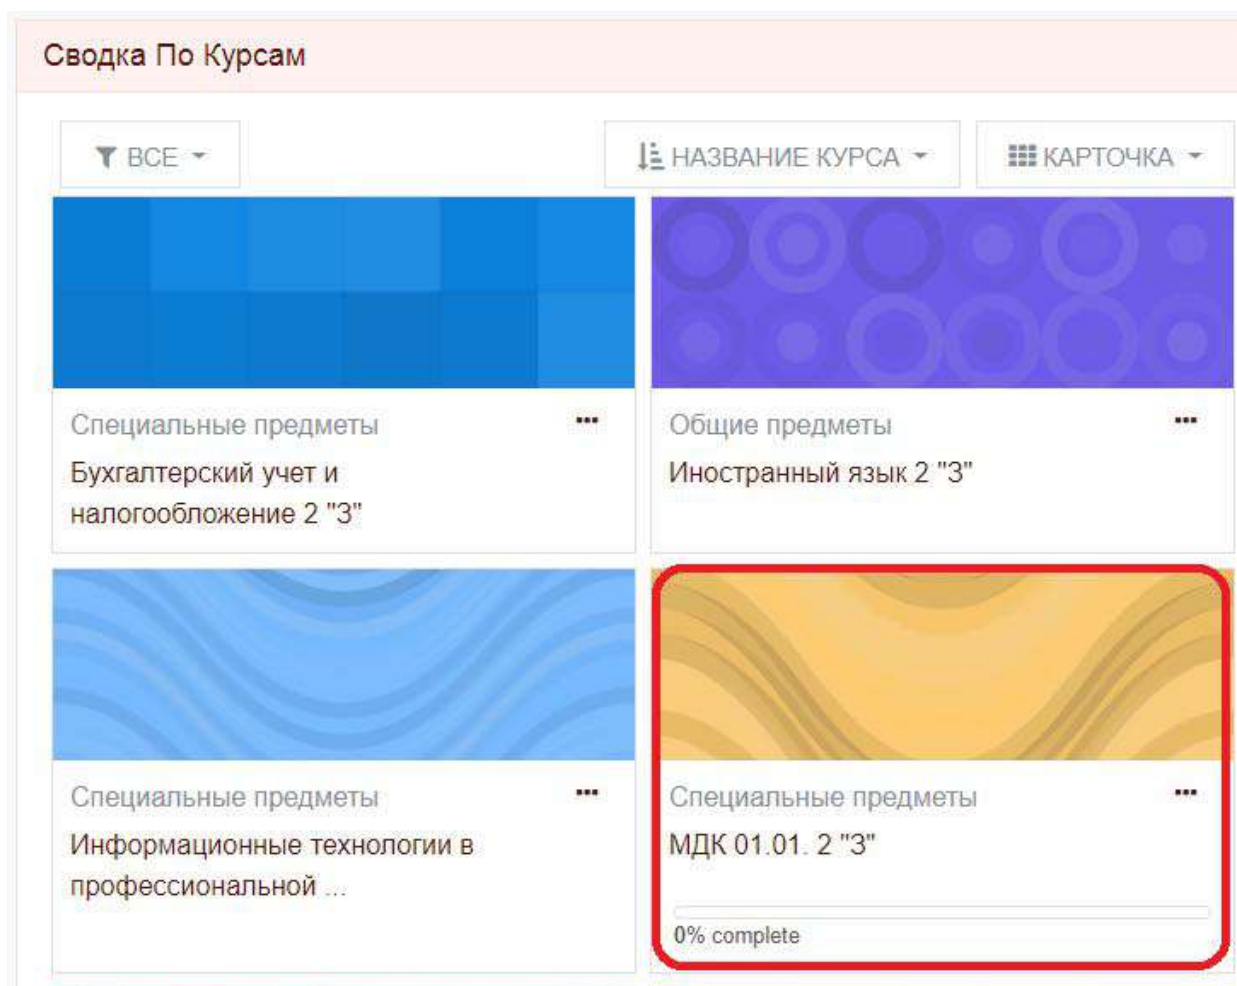 Сводка По Курсам
ВСЕ
НАЗВАНИЕ КУРСА
КАРТОЧКА
Специальные предметы
Бухгалтерский учет и
налогообложение 2 "З"
Общие предметы
Иностранный язык 2 "З"
Специальные предметы
Информационные технологии в
профессиональной ...
Специальные предметы
МДК 01.01. 2 "З"
0% complete